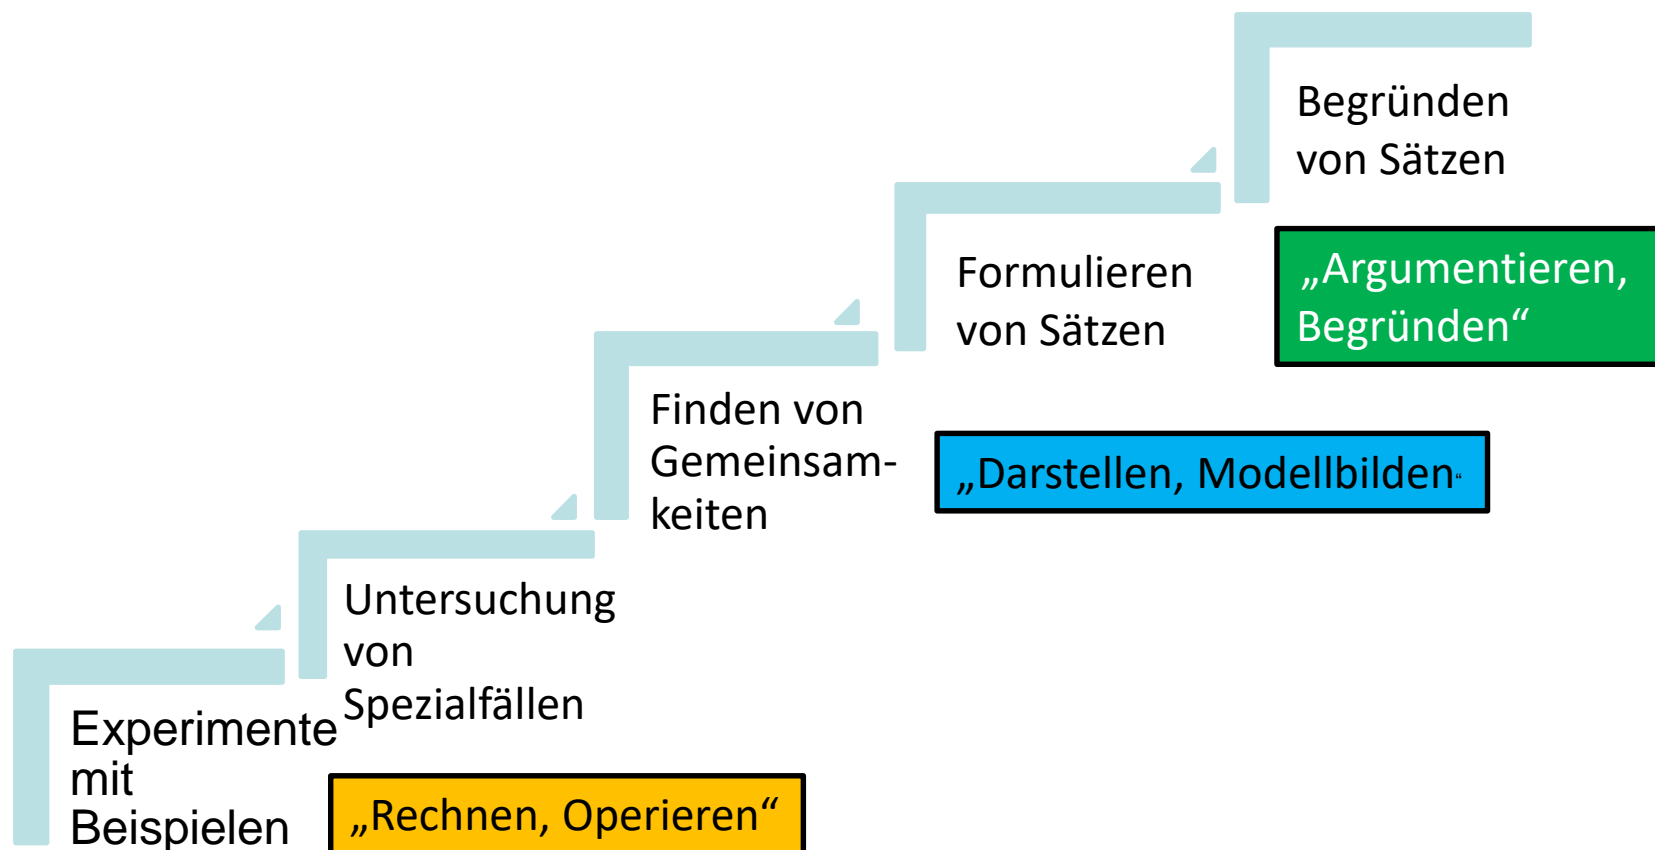 Begründen
von Sätzen
„Argumentieren,
Begründen“
Formulieren
von Sätzen
„Darstellen, Modellbilden“
Finden von
Gemeinsam-
keiten
Untersuchung
von
Spezialfällen
Experimente
mit
Beispielen
„Rechnen, Operieren“